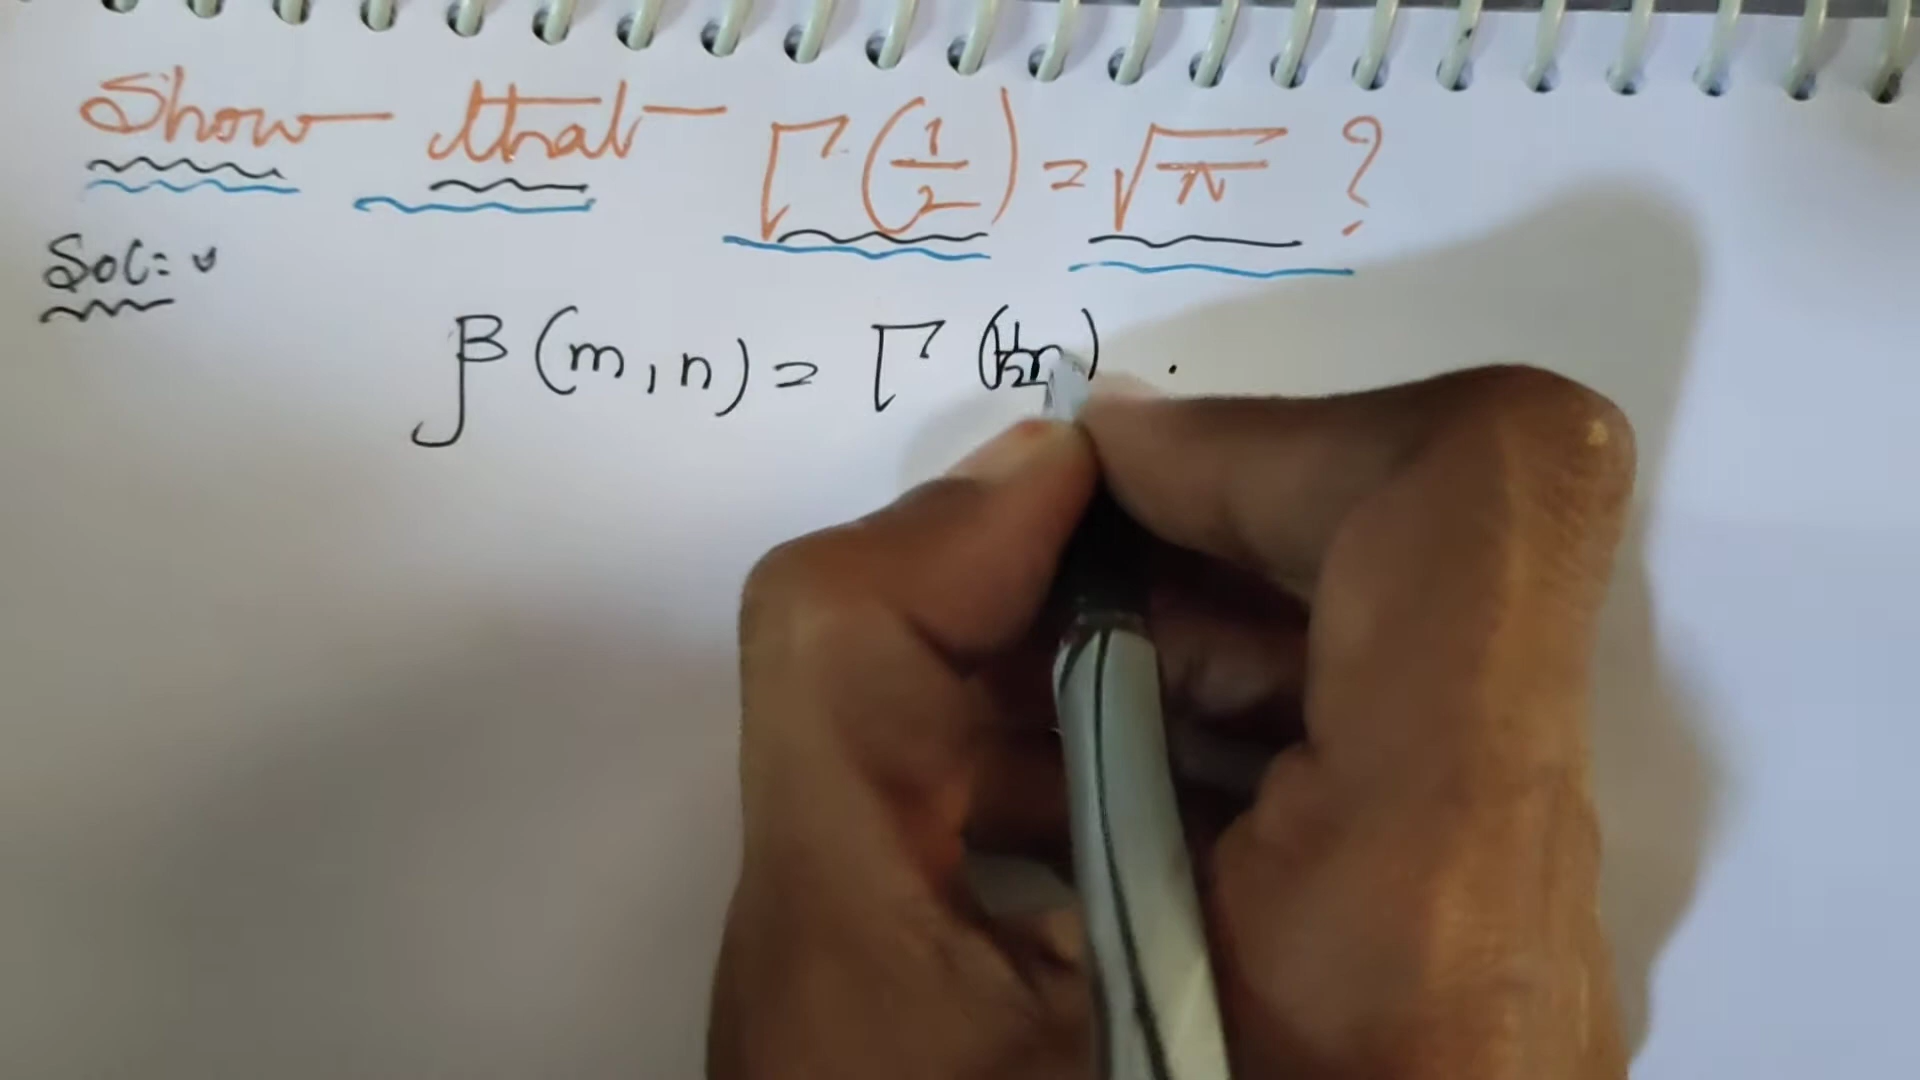 Show that Γ(1/2) = √π ?
Sol:
β(m,n) = Γ( )